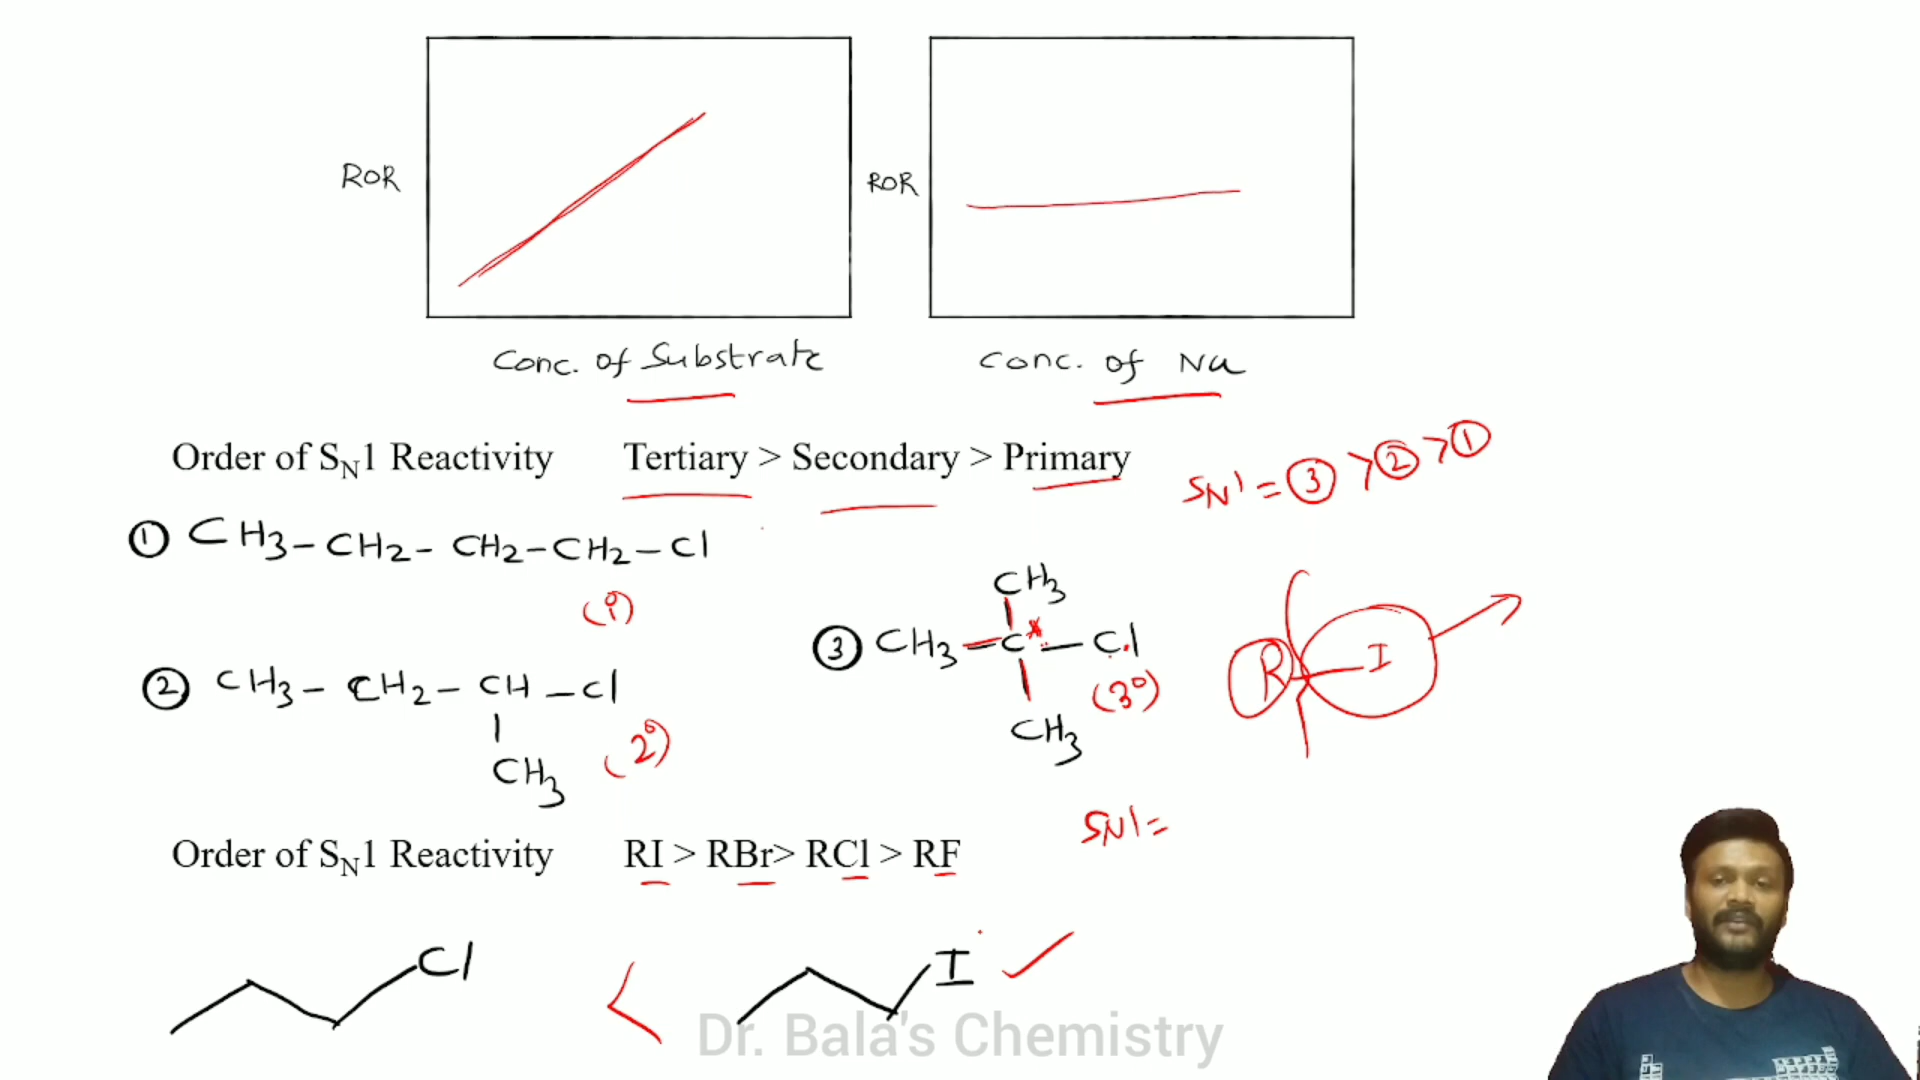 ROR
ROR
Conc. of Substrate
Conc. of Nu
Order of SN1 Reactivity Tertiary > Secondary > Primary
SN1 = ③ > ② > ①
① CH3 – CH2 – CH2 – CH2 – Cl
(1°)
CH3
③ CH3 – C* – Cl
(3°)
CH3
R – I
② CH3 – CH2 – CH – Cl
(2°)
CH3
SN1 =
Order of SN1 Reactivity RI > RBr> RCl > RF
Cl < I
Dr. Bala's Chemistry